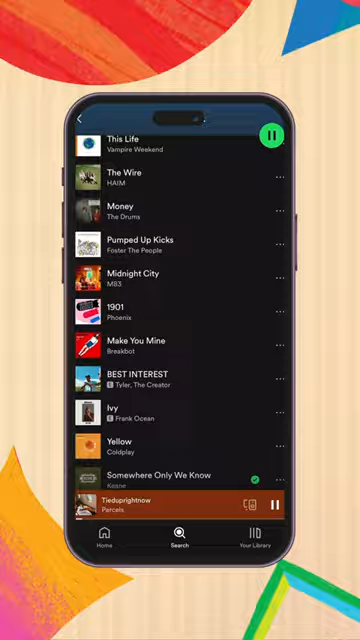 This Life
Vampire Weekend
The Wire
HAIM
Money
The Drums
Pumped Up Kicks
Foster The People
Midnight City
M83
1901
Phoenix
Make You Mine
Breakbot
BEST INTEREST
E Tyler, The Creator
Ivy
E Frank Ocean
Yellow
Coldplay
Somewhere Only We Know
Keane
Tieduprightnow
Parcels
Home
Search
Your Library